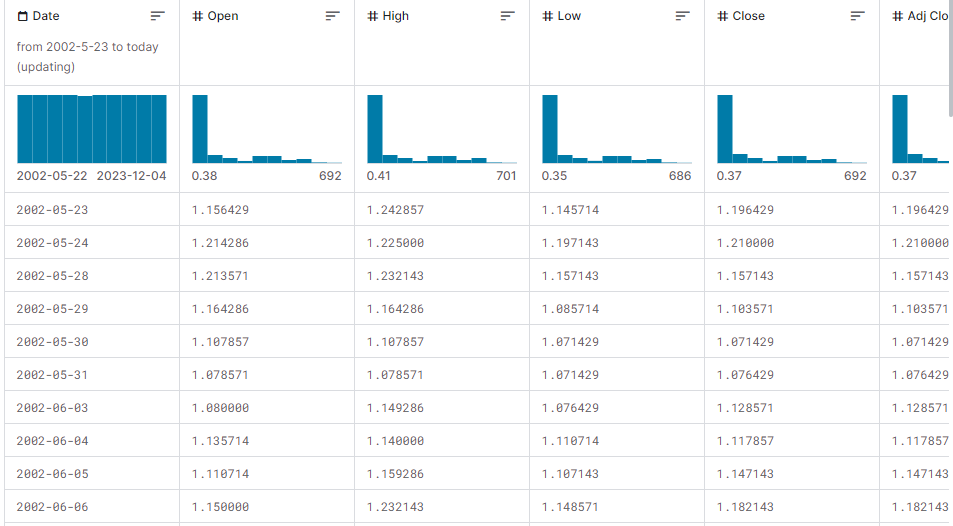 Date Open High Low Close Adj Clo
from 2002-5-23 to today
(updating)
2002-05-22 2023-12-04 0.38 692 0.41 701 0.35 686 0.37 692 0.37
2002-05-23 1.156429 1.242857 1.145714 1.196429 1.196429
2002-05-24 1.214286 1.225000 1.197143 1.210000 1.210000
2002-05-28 1.213571 1.232143 1.157143 1.157143 1.157143
2002-05-29 1.164286 1.164286 1.085714 1.103571 1.103571
2002-05-30 1.107857 1.107857 1.071429 1.071429 1.071429
2002-05-31 1.078571 1.078571 1.071429 1.076429 1.076429
2002-06-03 1.080000 1.149286 1.076429 1.128571 1.128571
2002-06-04 1.135714 1.140000 1.110714 1.117857 1.117857
2002-06-05 1.110714 1.159286 1.107143 1.147143 1.147143
2002-06-06 1.150000 1.232143 1.148571 1.182143 1.182143